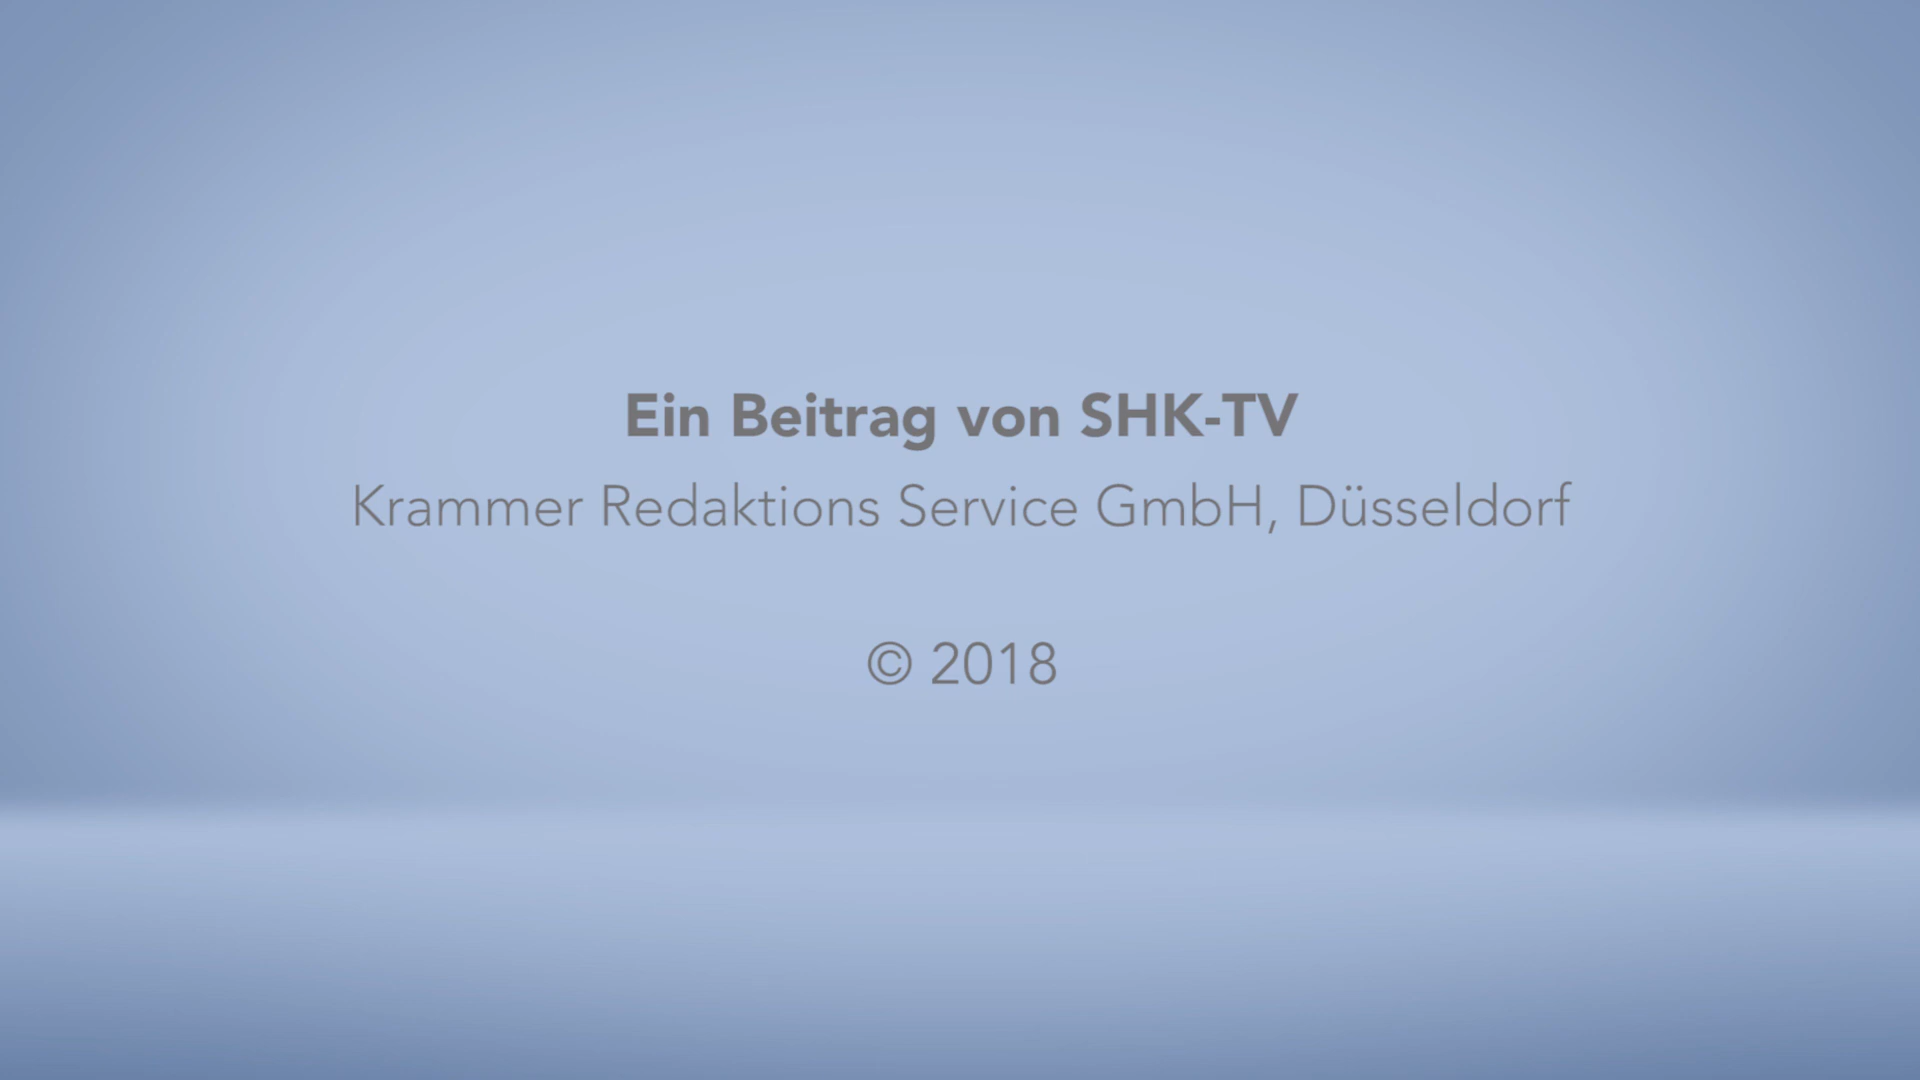 Ein Beitrag von SHK-TV
Krammer Redaktions Service GmbH, Düsseldorf
© 2018